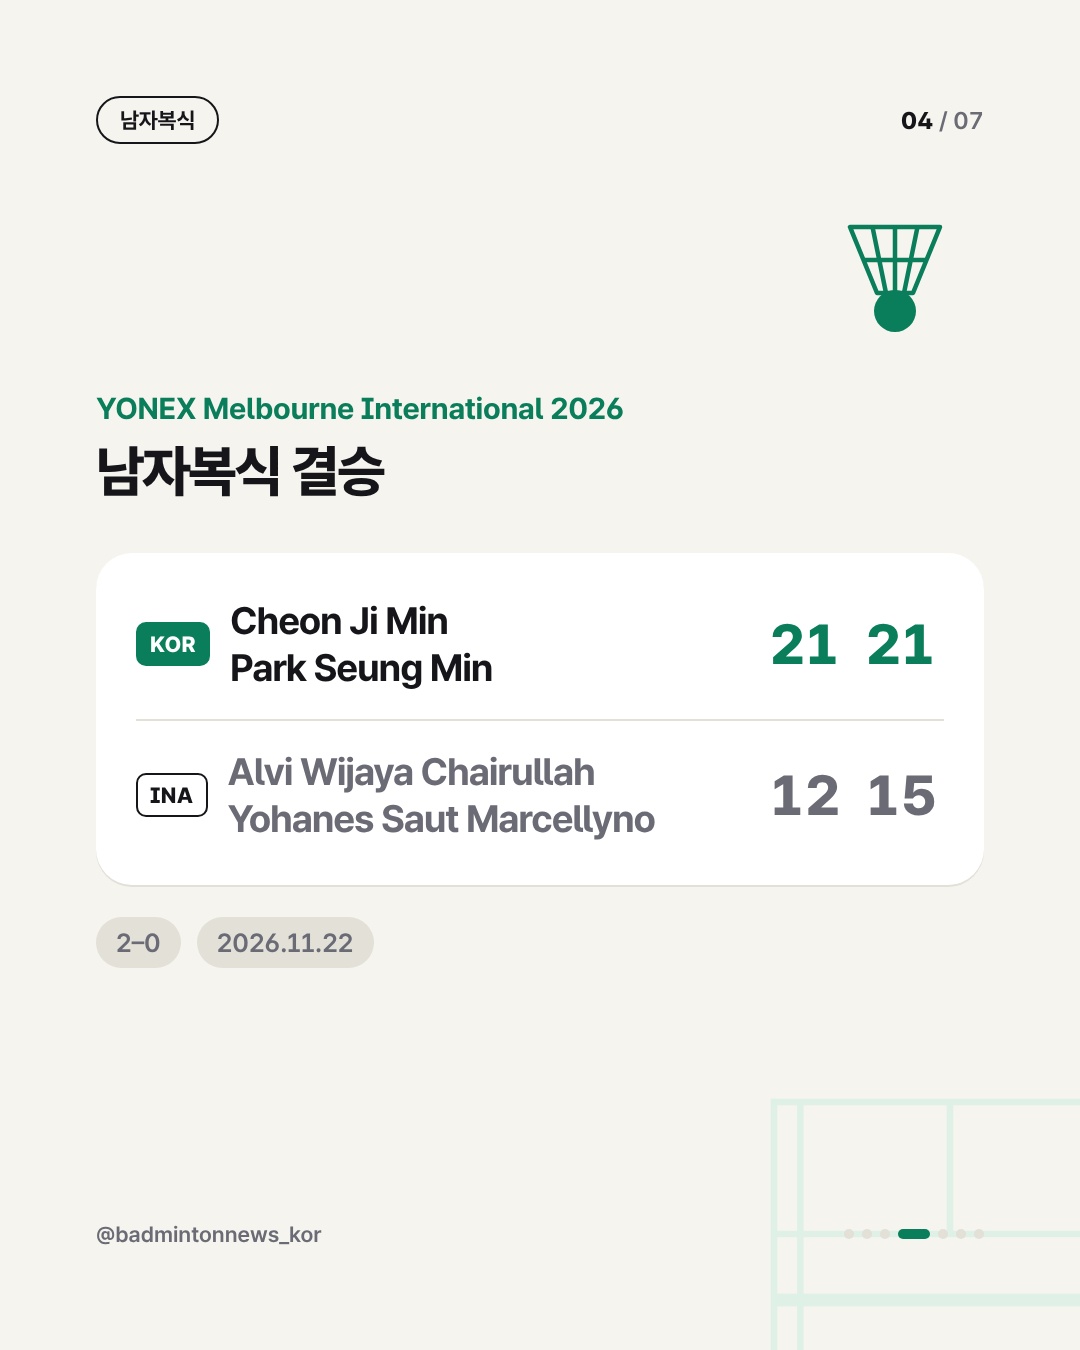 남자복식
04 / 07
YONEX Melbourne International 2026
남자복식 결승
KOR
Cheon Ji Min
Park Seung Min
21 21
INA
Alvi Wijaya Chairullah
Yohanes Saut Marcellyno
12 15
2–0
2026.11.22
@badmintonnews_kor